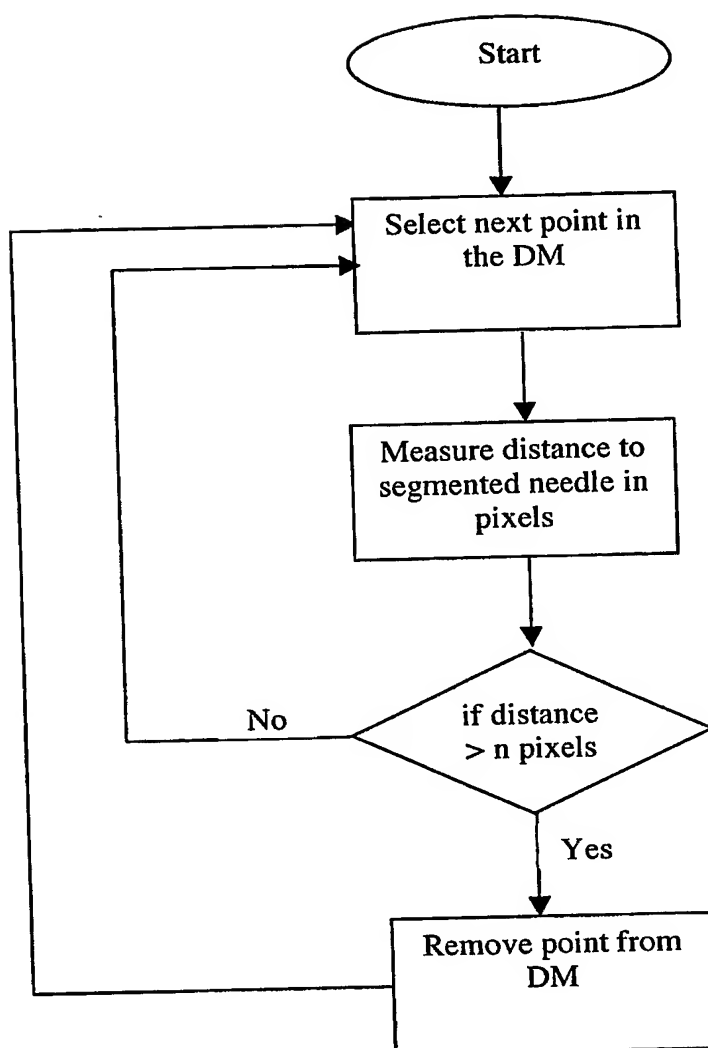 Start
Select next point in
the DM
Measure distance to
segmented needle in
pixels
if distance
> n pixels
No
Yes
Remove point from
DM